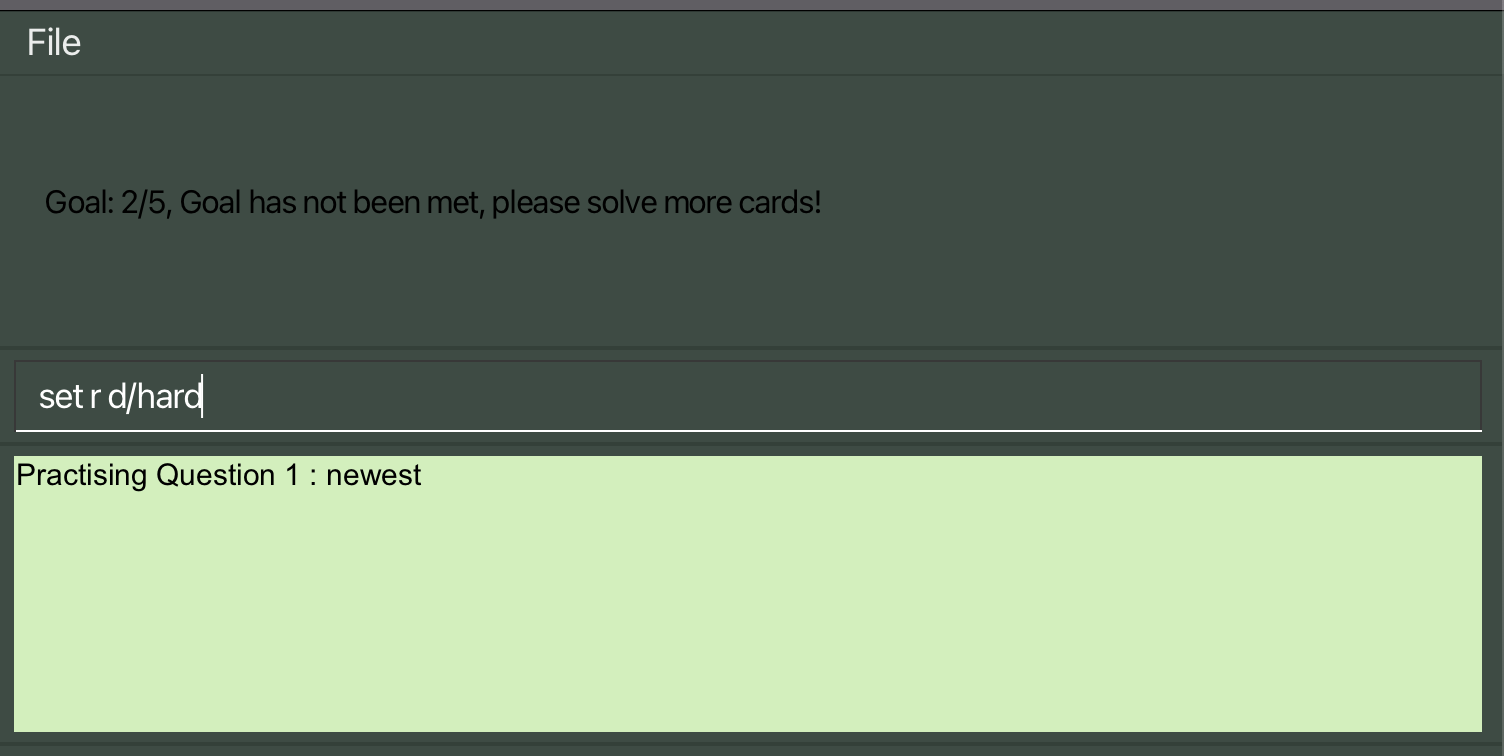 File
Goal: 2/5, Goal has not been met, please solve more cards!
set r d/hard
Practising Question 1 : newest